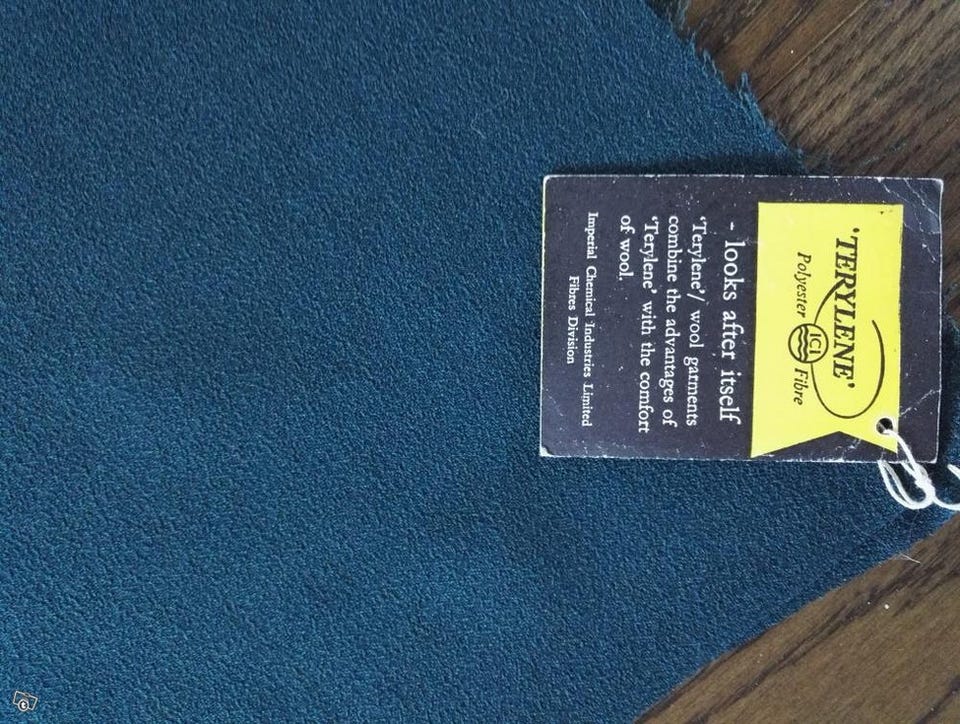 'TERYLENE'
Polyester ICI Fibre
- looks after itself
'Terylene'/ wool garments
combine the advantages of
'Terylene' with the comfort
of wool.
Imperial Chemical Industries Limited
Fibres Division